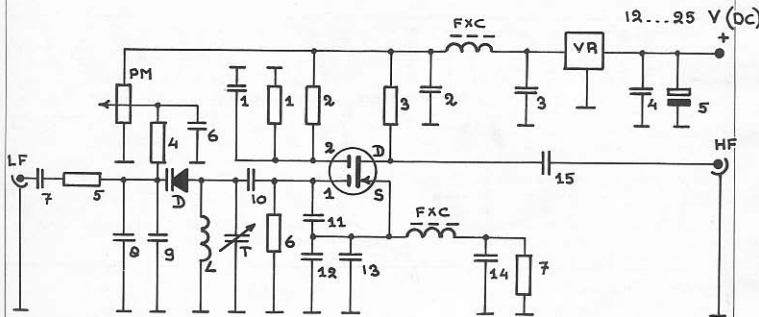 12...25 V (DC)
+
FXC
VR
PM
1 1 2 3 2 3 4 5
4 6
2 D
LF HF
7 5 D 10 1 S 15
11 FXC
8 9 L T 6
12 13 14 7